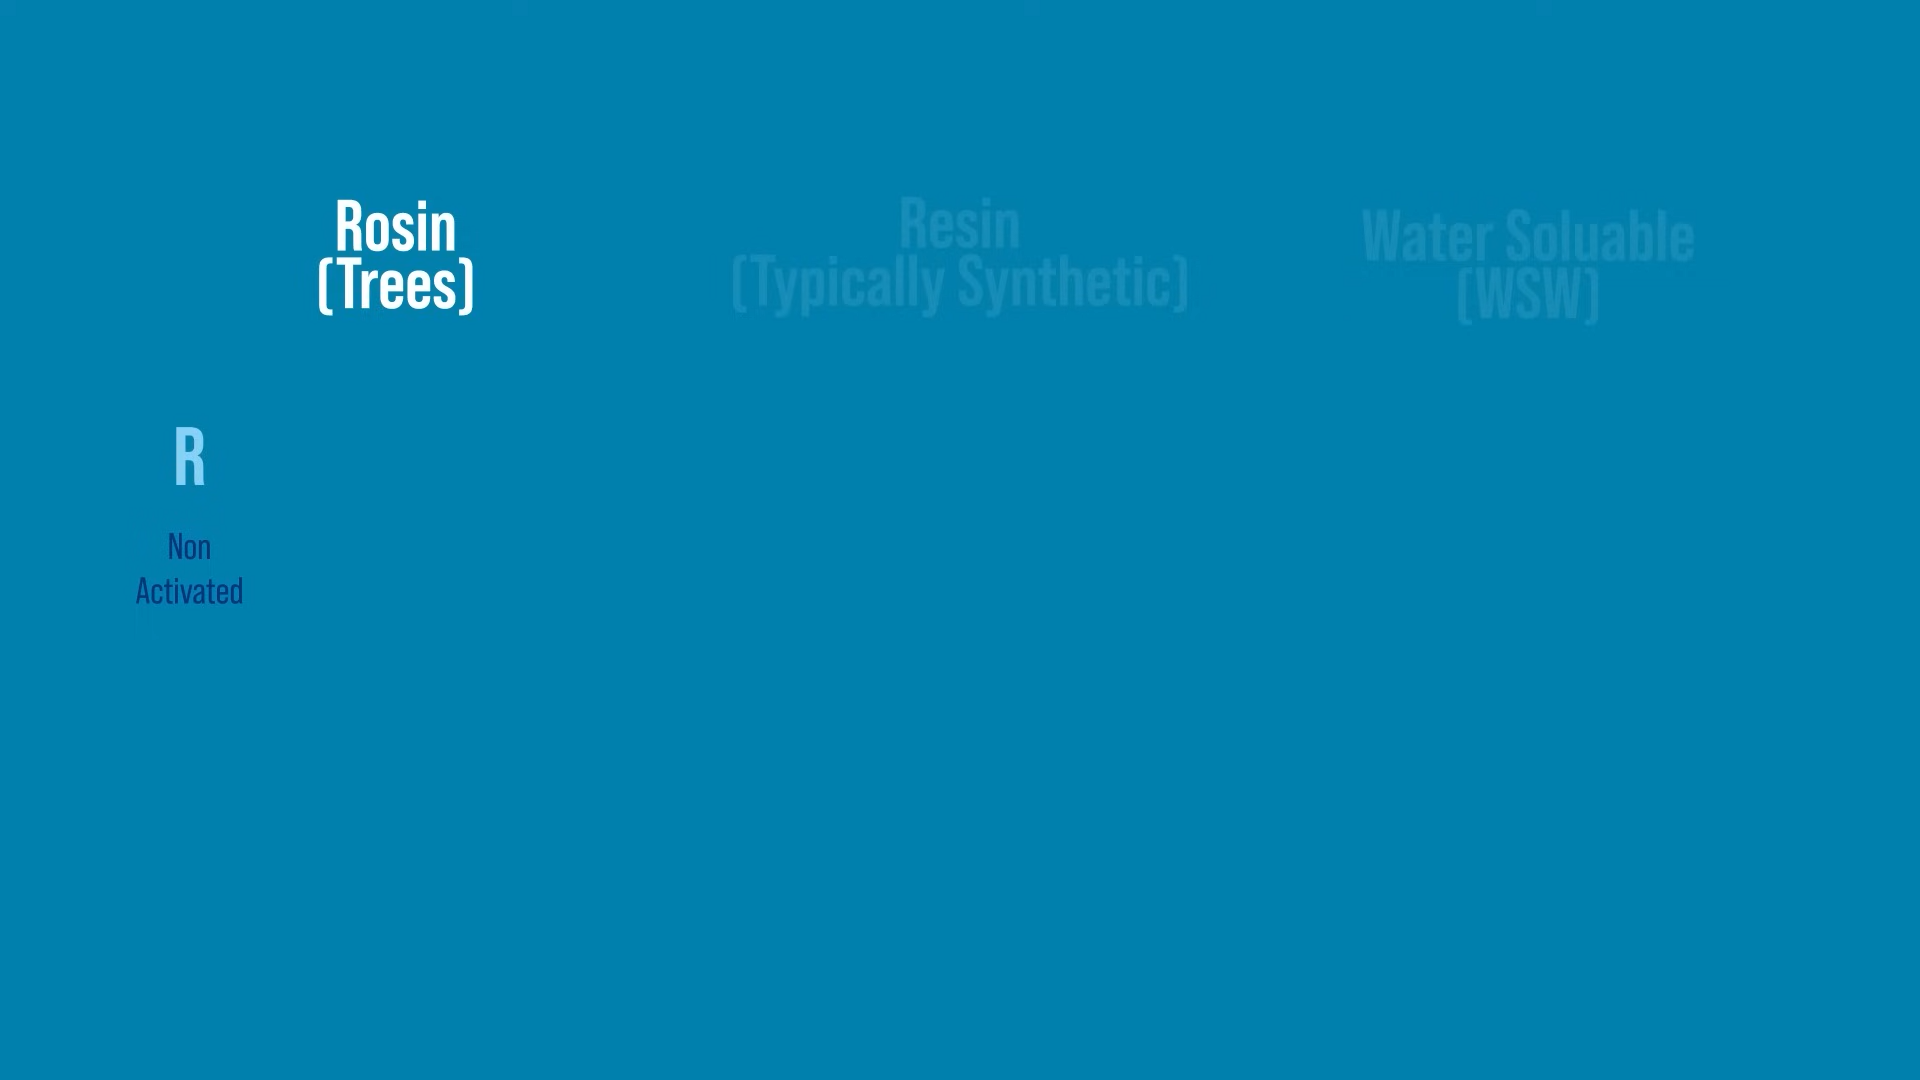 Rosin
(Trees)
Resin
(Typically Synthetic)
Water Soluable
(WSW)
R
Non
Activated